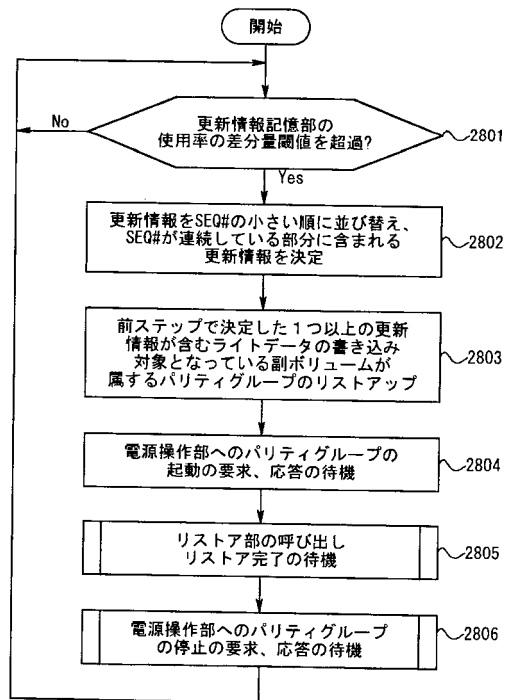 開始
更新情報記憶部の
使用率の差分量閾値を超過?
2801
No
Yes
更新情報をSEQ#の小さい順に並び替え、
SEQ#が連続している部分に含まれる
更新情報を決定
2802
前ステップで決定した1つ以上の更新
情報が含むライトデータの書き込み
対象となっている副ボリュームが
属するパリティグループのリストアップ
2803
電源操作部へのパリティグループの
起動の要求、応答の待機
2804
リストア部の呼び出し
リストア完了の待機
2805
電源操作部へのパリティグループ
の停止の要求、応答の待機
2806